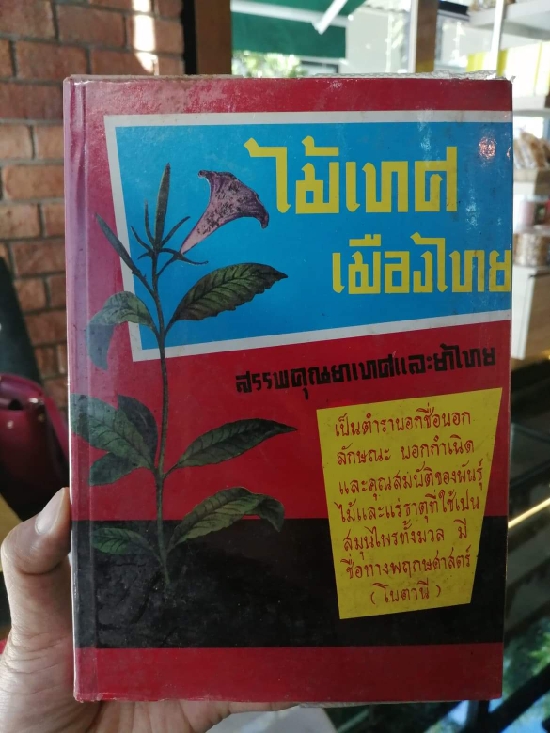 ไม้เทศ
เมืองไทย
สรรพคุณยาเทศและยาไทย
เป็นตำราบอกชื่อบอก
ลักษณะ บอกกำเนิด
และคุณสมบัติของพันธุ์
ไม้และแร่ธาตุที่ใช้เป็น
สมุนไพรทั้งมวล มี
ชื่อทางพฤกษศาสตร์
(โบตานี)